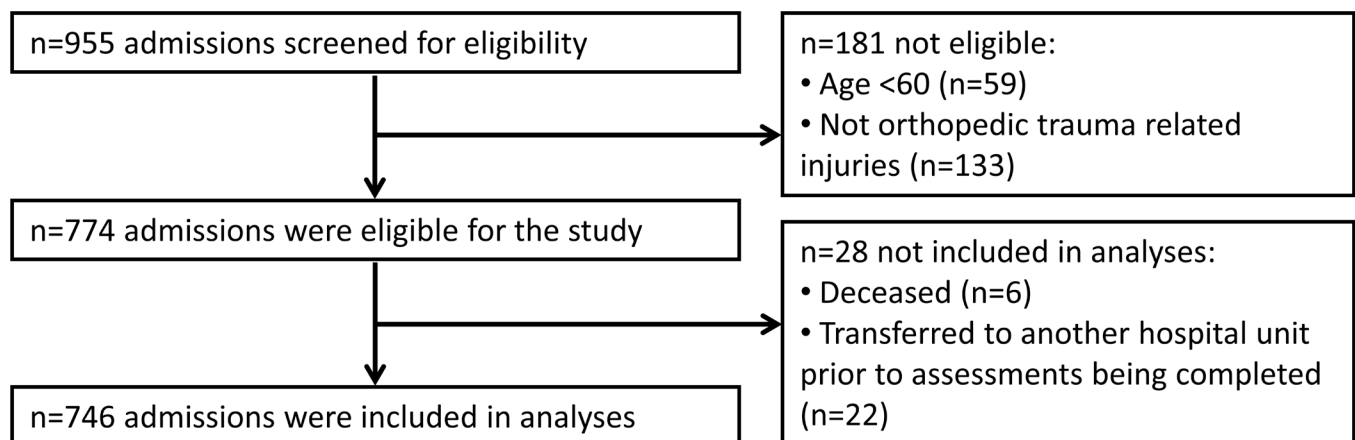 n=955 admissions screened for eligibility
n=181 not eligible:
• Age <60 (n=59)
• Not orthopedic trauma related
injuries (n=133)
n=774 admissions were eligible for the study
n=28 not included in analyses:
• Deceased (n=6)
• Transferred to another hospital unit
prior to assessments being completed
(n=22)
n=746 admissions were included in analyses